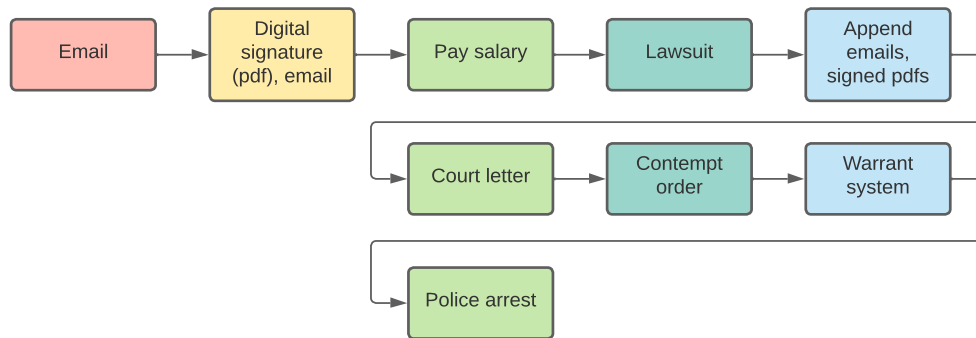 Email
Digital
signature
(pdf), email
Pay salary
Lawsuit
Append
emails,
signed pdfs
Court letter
Contempt
order
Warrant
system
Police arrest